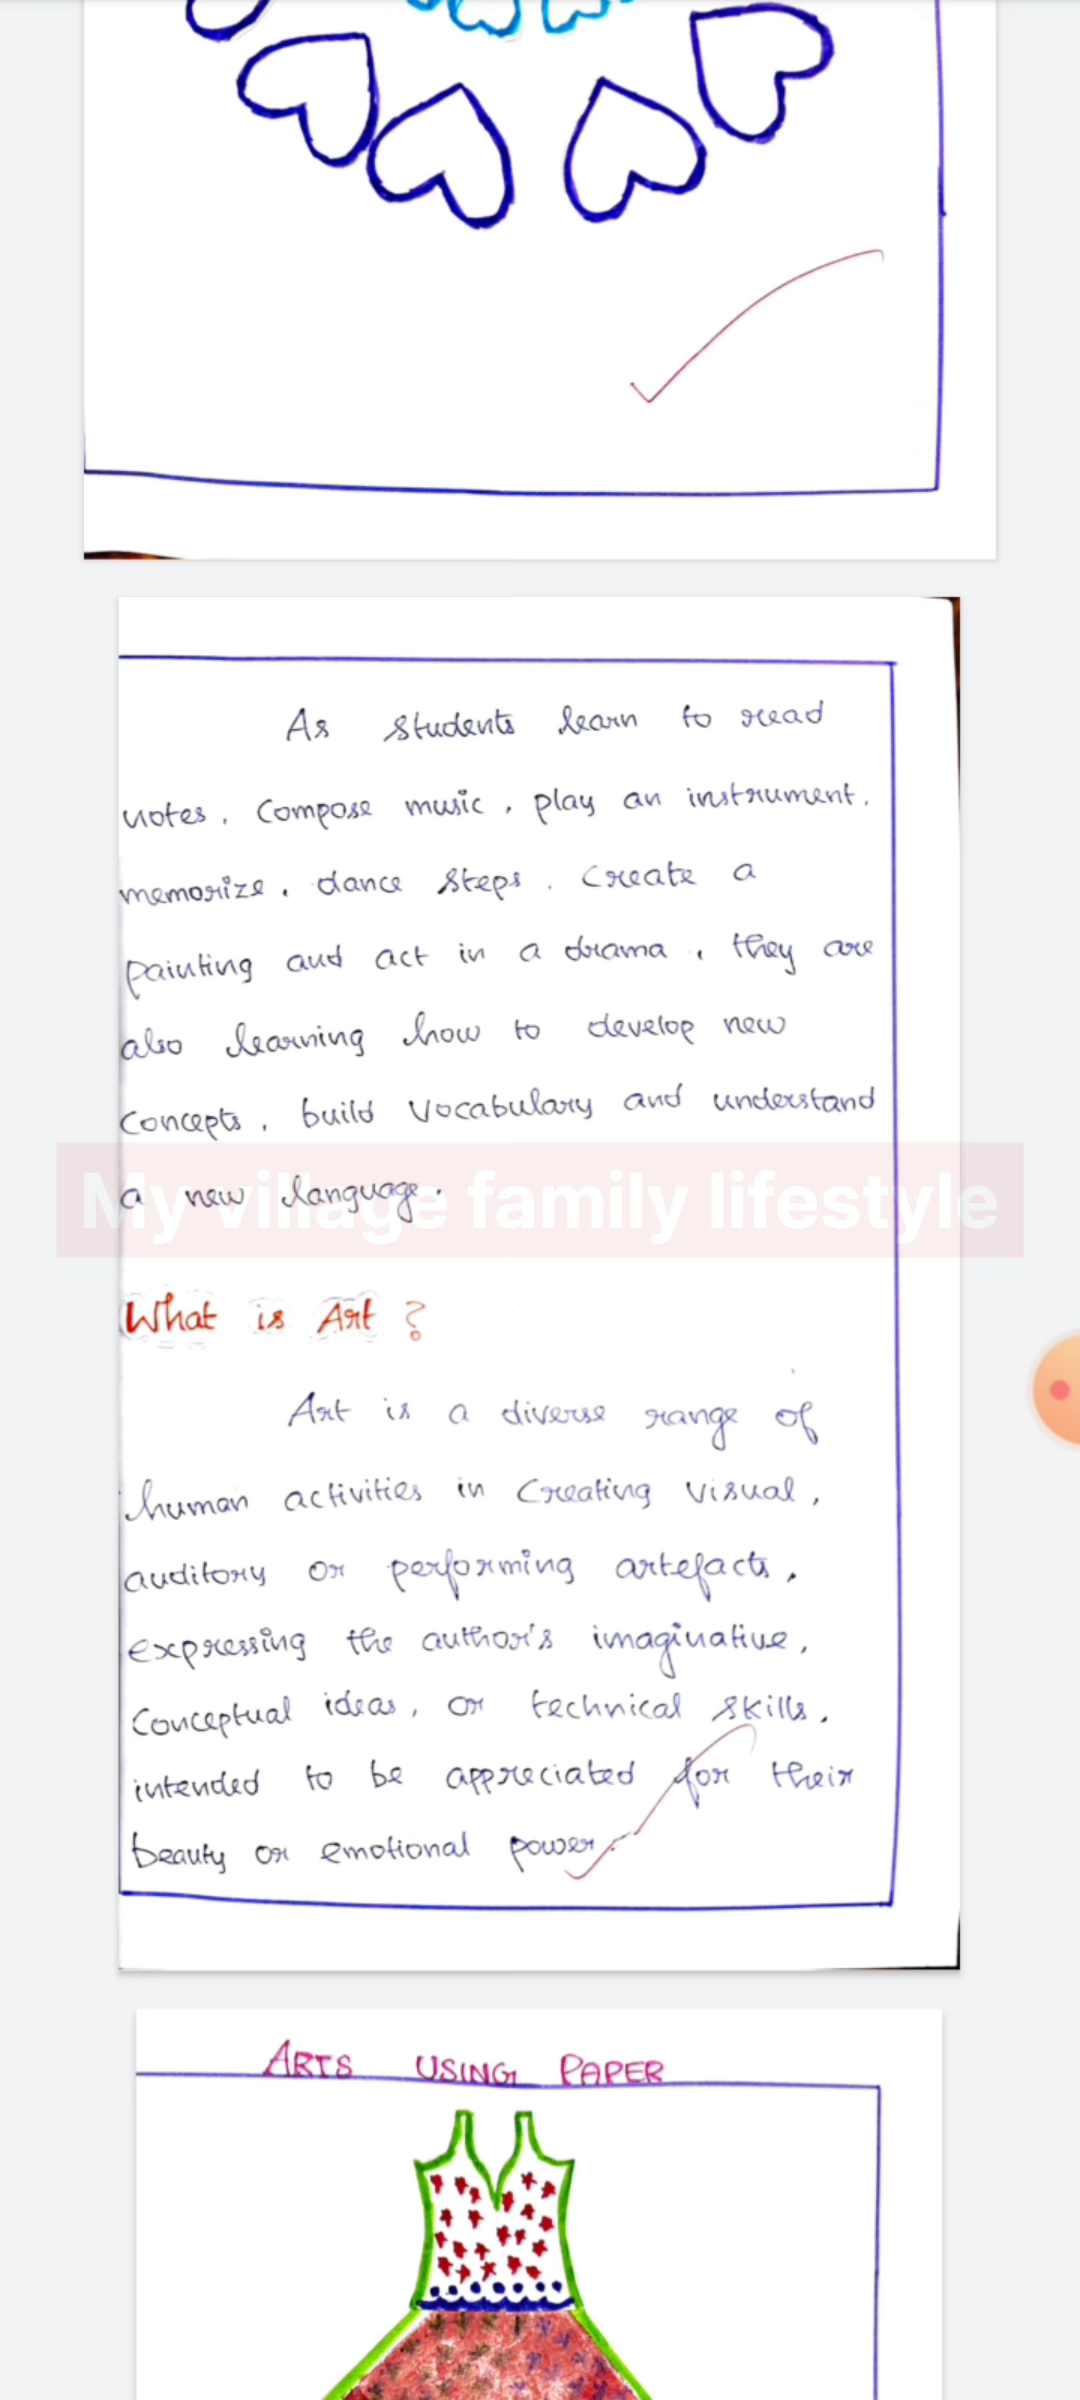 As students learn to read
notes, compose music, play an instrument,
memorize, dance steps, create a
painting and act in a drama, they are
also learning how to develop new
concepts, build vocabulary and understand
a new language.
My village family lifestyle
What is Art ?
Art is a diverse range of
human activities in creating visual,
auditory or performing artefacts,
expressing the author's imaginative,
conceptual ideas, or technical skills,
intended to be appreciated for their
beauty or emotional power.
ARTS USING PAPER